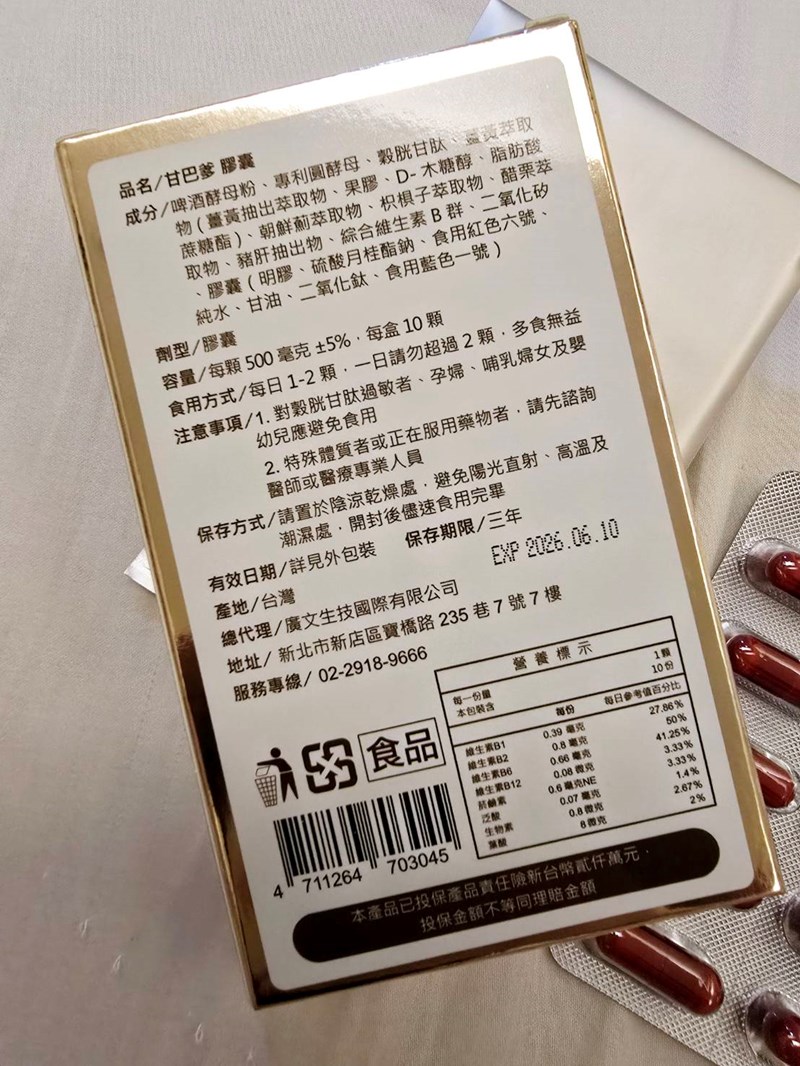 品名/甘巴爹 膠囊
成分/啤酒酵母粉、專利圓酵母、穀胱甘肽、薑黃萃取
物(薑黃抽出萃取物、果膠、D-木糖醇、脂肪酸
蔗糖酯)、朝鮮薊萃取物、枳椇子萃取物、醋栗萃
取物、豬肝抽出物、綜合維生素B群、二氧化矽
、膠囊(明膠、硫酸月桂酯鈉、食用紅色六號、
純水、甘油、二氧化鈦、食用藍色一號)
劑型/膠囊
容量/每顆 500 毫克 ±5%,每盒 10 顆
食用方式/每日 1-2 顆,一日請勿超過 2 顆,多食無益
注意事項/1. 對穀胱甘肽過敏者、孕婦、哺乳婦女及嬰
幼兒應避免食用
2. 特殊體質者或正在服用藥物者,請先諮詢
醫師或醫療專業人員
保存方式/請置於陰涼乾燥處,避免陽光直射、高溫及
潮濕處,開封後儘速食用完畢
有效日期/詳見外包裝 保存期限/三年
EXP 2026.06.10
產地/台灣
總代理/廣文生技國際有限公司
地址/ 新北市新店區寶橋路 235 巷 7 號 7 樓
服務專線/ 02-2918-9666
營養標示
每一份量 1顆
本包裝含 10份
每份 每日參考值百分比
維生素B1 0.39 毫克 27.86%
維生素B2 0.8 毫克 50%
維生素B6 0.66 毫克 41.25%
維生素B12 0.08 微克 3.33%
菸鹼素 0.6 毫克NE 3.33%
泛酸 0.07 毫克 1.4%
生物素 0.8 微克 2.67%
葉酸 8 微克 2%
食品
4 711264 703045
本產品已投保產品責任險新台幣貳仟萬元,
投保金額不等同理賠金額